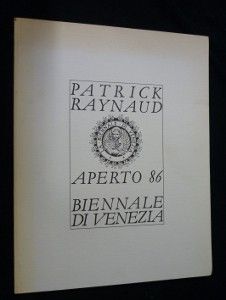 PATRICK
RAYNAUD
APERTO 86
BIENNALE
DI VENEZIA